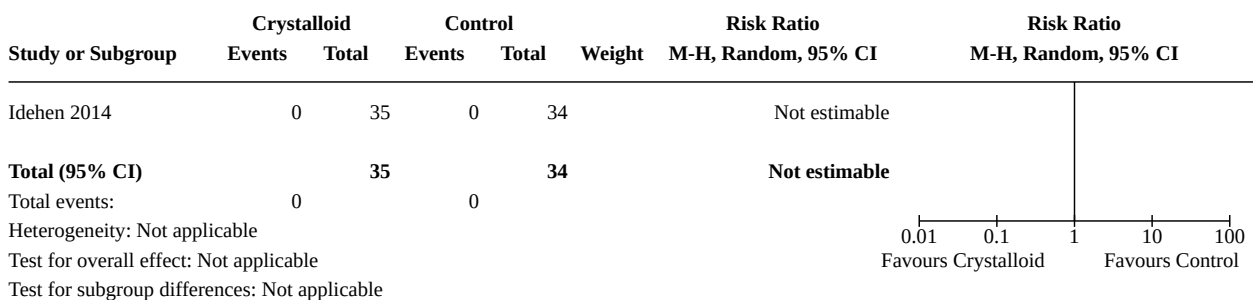 Crystalloid Control Risk Ratio Risk Ratio
Study or Subgroup Events Total Events Total Weight M-H, Random, 95% CI M-H, Random, 95% CI
Idehen 2014 0 35 0 34 Not estimable
Total (95% CI) 35 34 Not estimable
Total events: 0 0
Heterogeneity: Not applicable
0.01 0.1 1 10 100
Test for overall effect: Not applicable Favours Crystalloid Favours Control
Test for subgroup differences: Not applicable